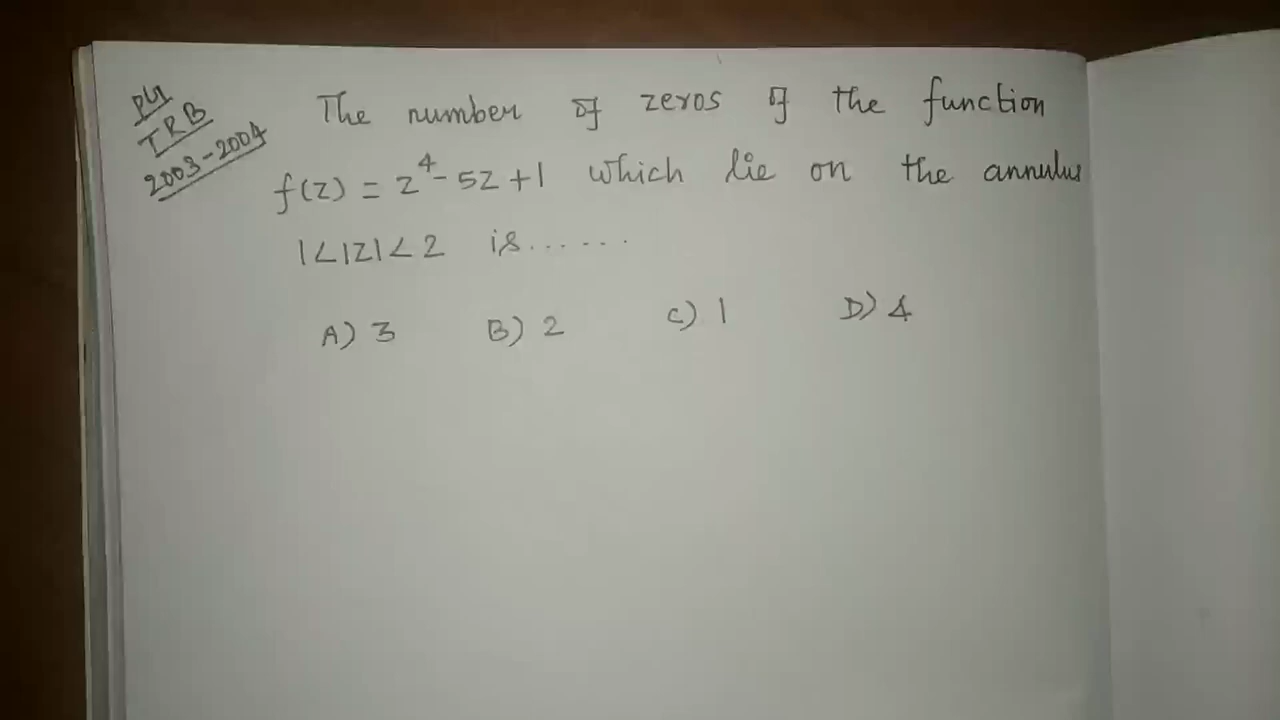 PG
TRB
2003-2004
The number of zeros of the function
f(z) = z⁴- 5z +1 which lie on the annulus
1<|z|<2 is......
A) 3 B) 2 C) 1 D) 4